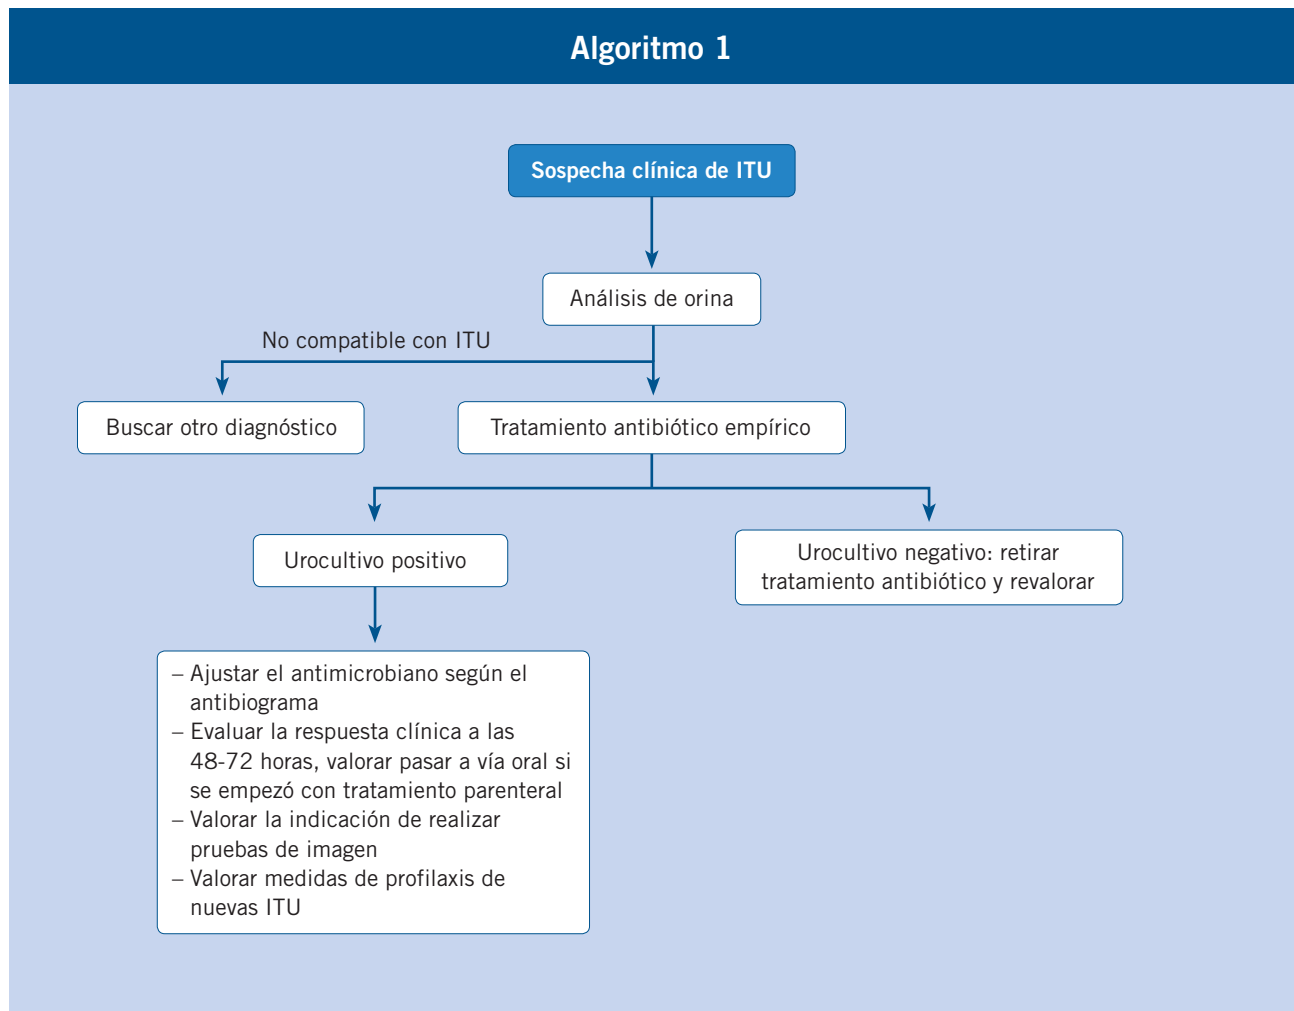 Algoritmo 1
Sospecha clínica de ITU
Análisis de orina
No compatible con ITU
Buscar otro diagnóstico
Tratamiento antibiótico empírico
Urocultivo positivo
Urocultivo negativo: retirar
tratamiento antibiótico y revalorar
– Ajustar el antimicrobiano según el
antibiograma
– Evaluar la respuesta clínica a las
48-72 horas, valorar pasar a vía oral si
se empezó con tratamiento parenteral
– Valorar la indicación de realizar
pruebas de imagen
– Valorar medidas de profilaxis de
nuevas ITU